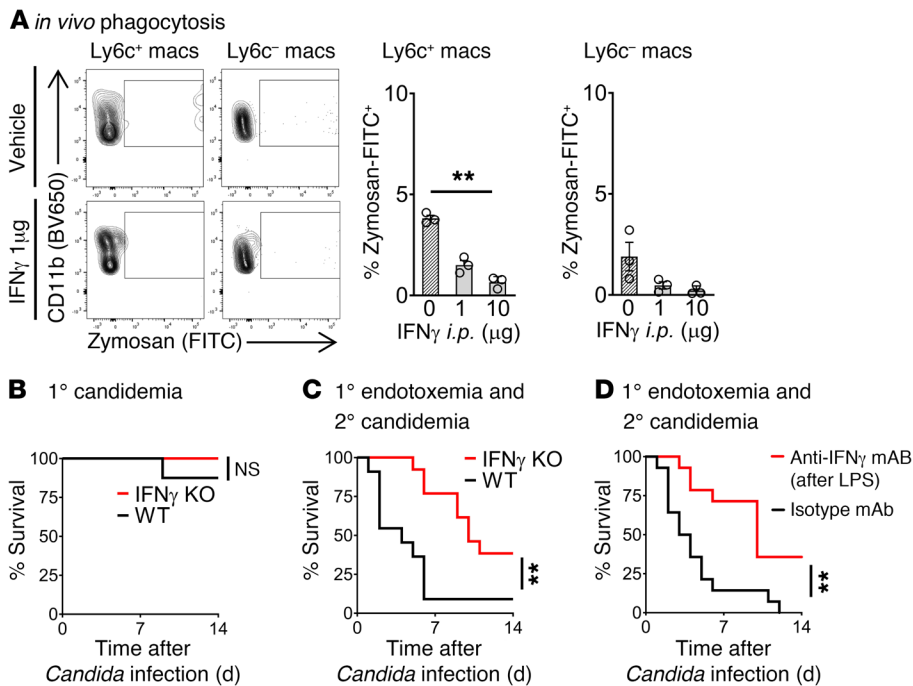 A in vivo phagocytosis
Ly6c⁺ macs
Ly6c⁻ macs
Vehicle
IFNγ 1μg
CD11b (BV650)
Zymosan (FITC)
Ly6c⁺ macs
% Zymosan-FITC⁺
10
5
0
**
0 1 10
IFNγ i.p. (μg)
Ly6c⁻ macs
% Zymosan-FITC⁺
10
5
0
0 1 10
IFNγ i.p. (μg)
B 1° candidemia
% Survival
100
75
50
25
0
NS
IFNγ KO
WT
0 7 14
Time after
Candida infection (d)
C 1° endotoxemia and
2° candidemia
% Survival
100
75
50
25
0
IFNγ KO
WT
**
0 7 14
Time after
Candida infection (d)
D 1° endotoxemia and
2° candidemia
% Survival
100
75
50
25
0
Anti-IFNγ mAB
(after LPS)
Isotype mAb
**
0 7 14
Time after
Candida infection (d)